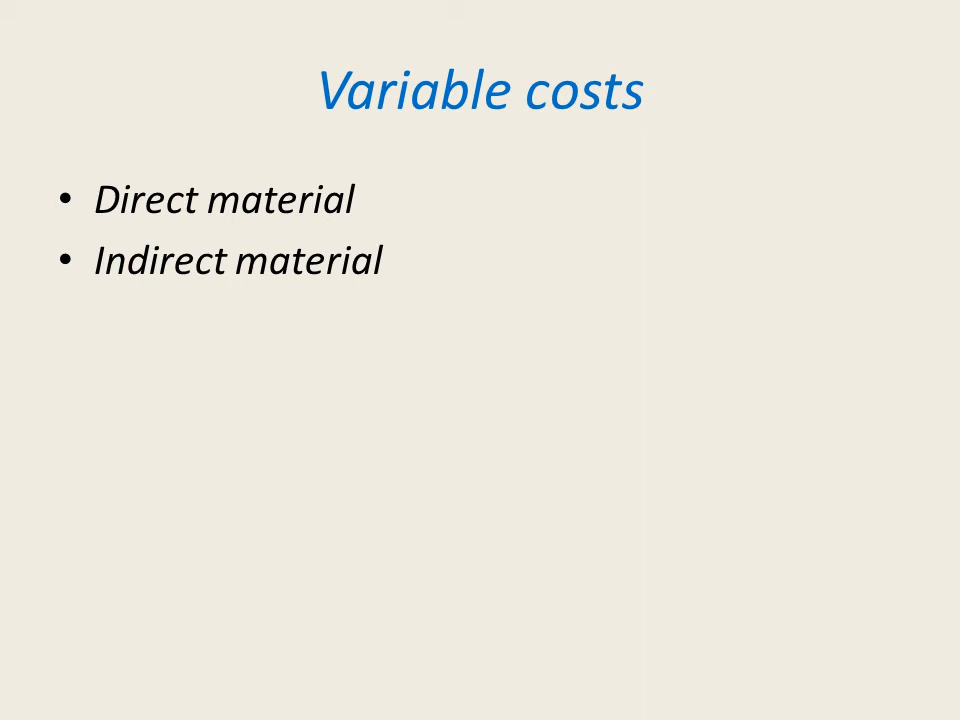 Variable costs
• Direct material
• Indirect material